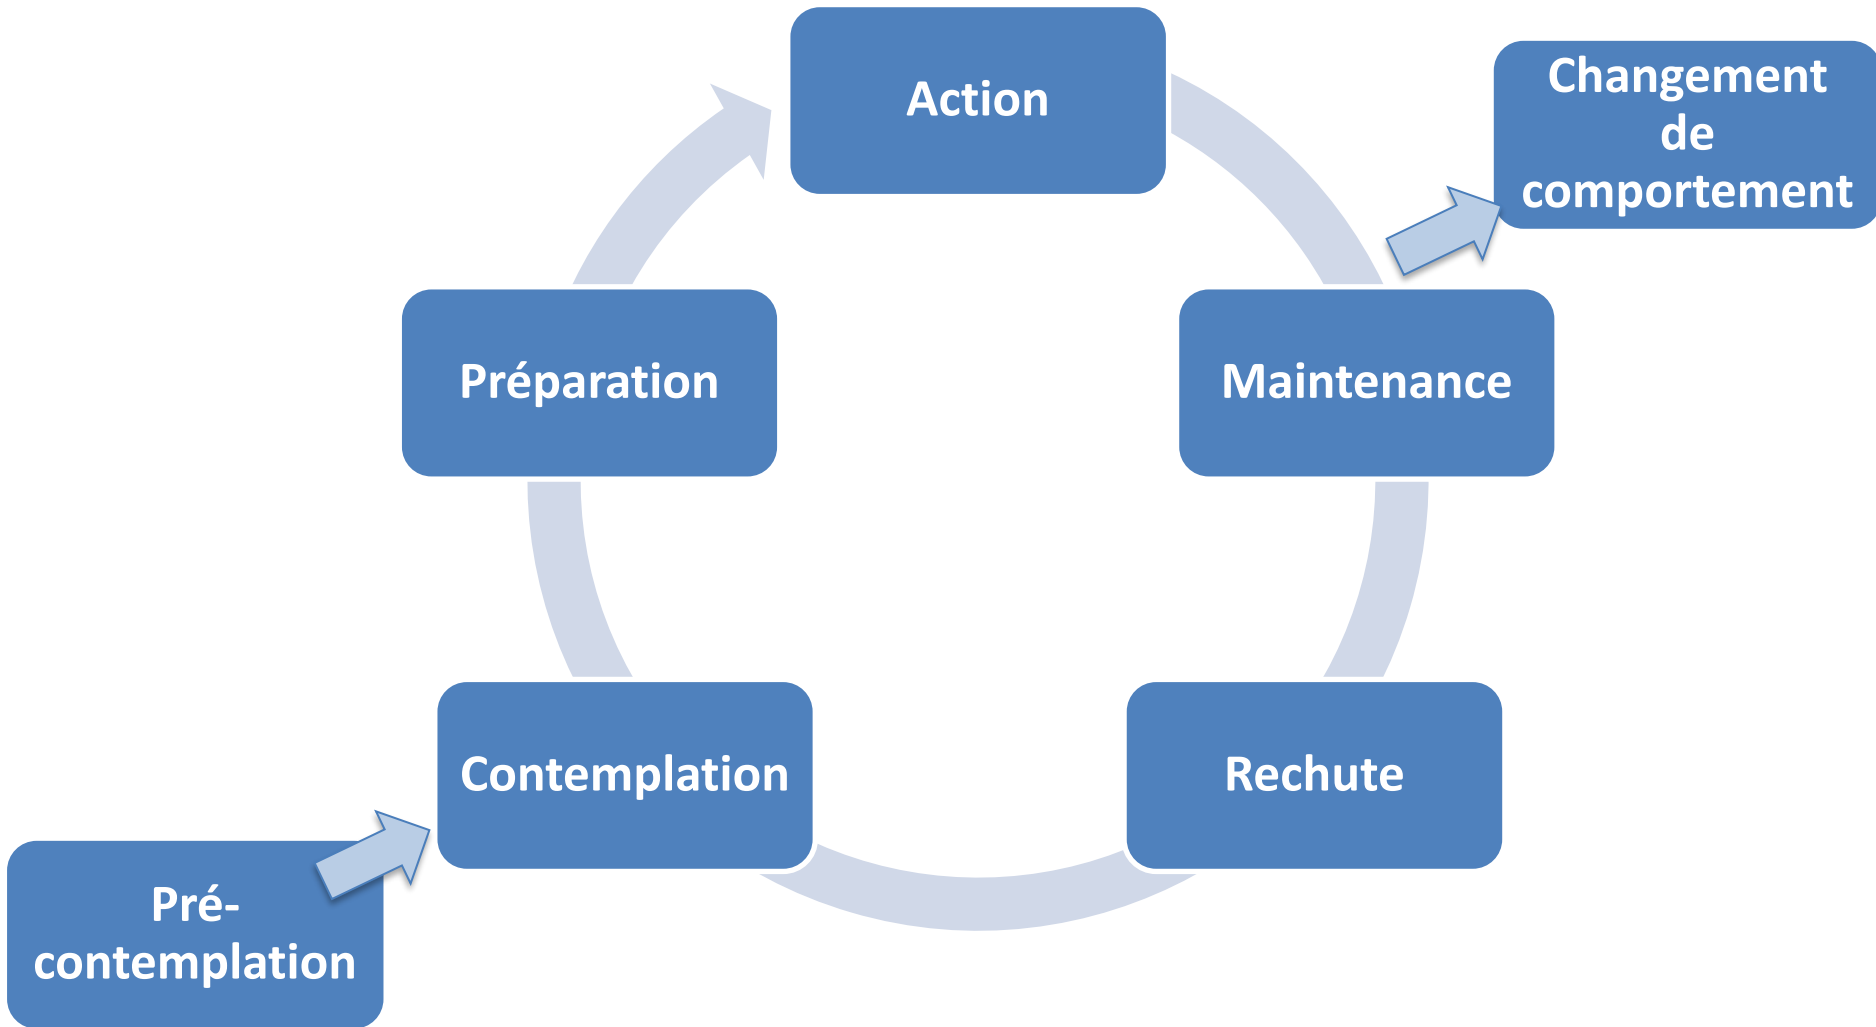 Action
Changement
de
comportement
Préparation
Maintenance
Contemplation
Rechute
Pré-
contemplation